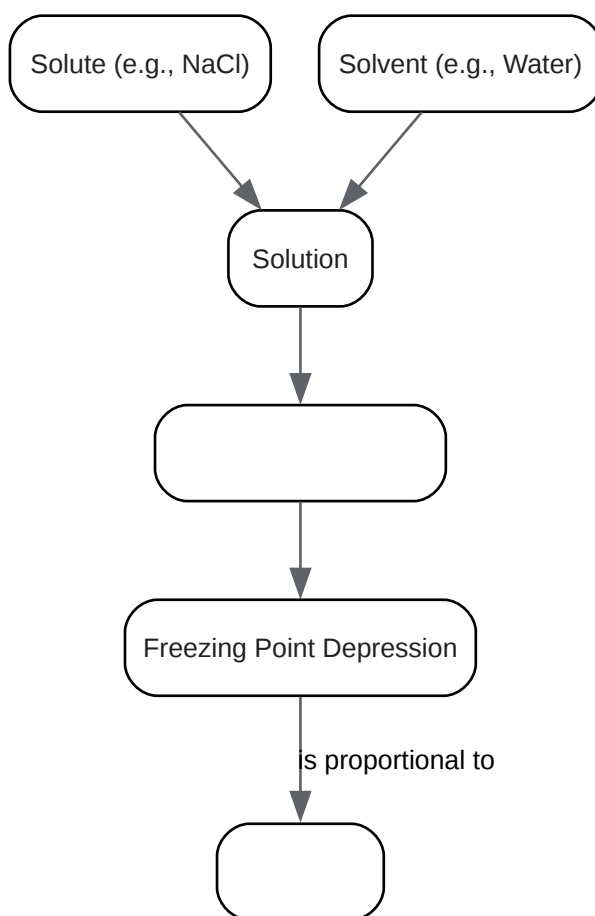 Solute (e.g., NaCl)
Solvent (e.g., Water)
Solution
Freezing Point Depression
is proportional to